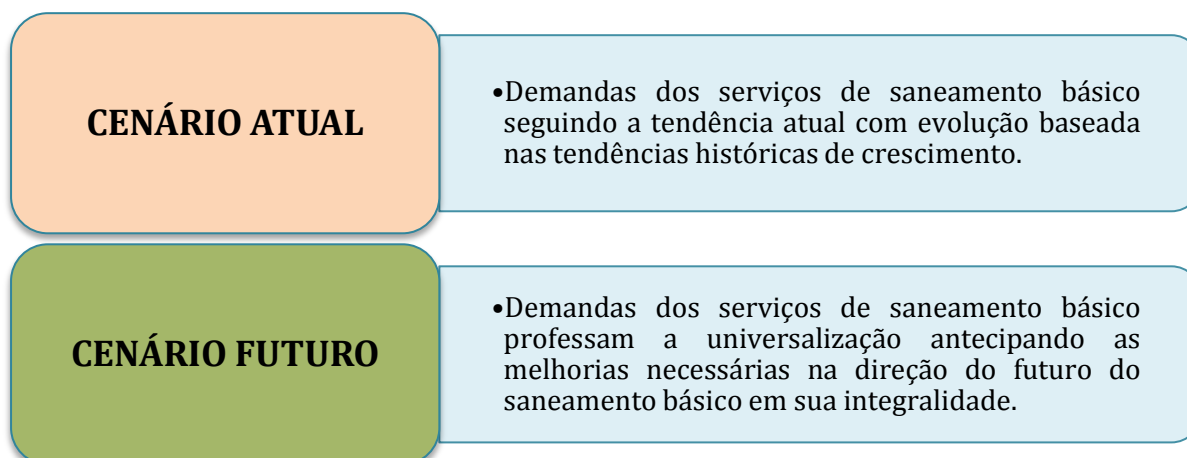 CENÁRIO ATUAL
•Demandas dos serviços de saneamento básico
seguindo a tendência atual com evolução baseada
nas tendências históricas de crescimento.
CENÁRIO FUTURO
•Demandas dos serviços de saneamento básico
professam a universalização antecipando as
melhorias necessárias na direção do futuro do
saneamento básico em sua integralidade.